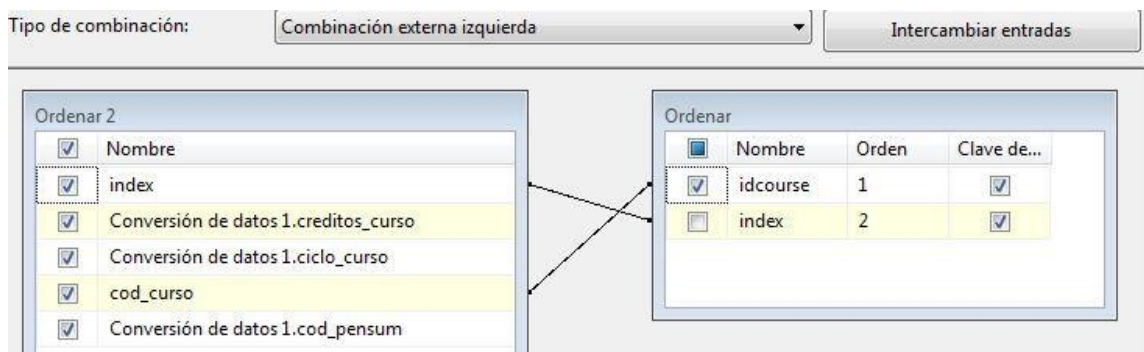 Tipo de combinación: Combinación externa izquierda Intercambiar entradas
Ordenar 2
Nombre
index
Conversión de datos 1.creditos_curso
Conversión de datos 1.ciclo_curso
cod_curso
Conversión de datos 1.cod_pensum
Ordenar
Nombre Orden Clave de...
idcourse 1
index 2